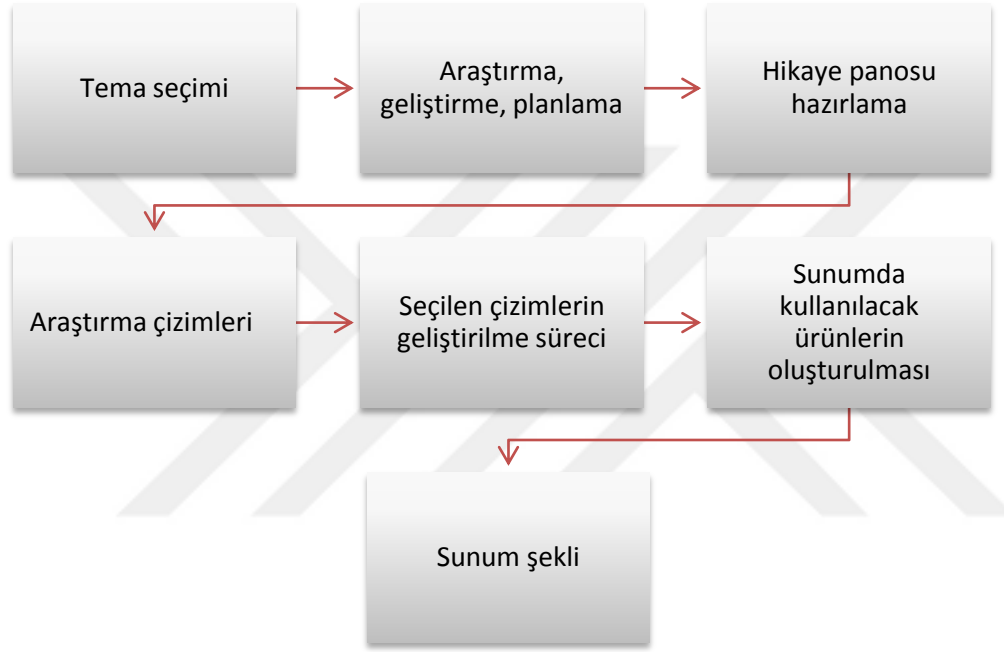 Tema seçimi
Araştırma,
geliştirme, planlama
Hikaye panosu
hazırlama
Araştırma çizimleri
Seçilen çizimlerin
geliştirilme süreci
Sunumda
kullanılacak
ürünlerin
oluşturulması
Sunum şekli